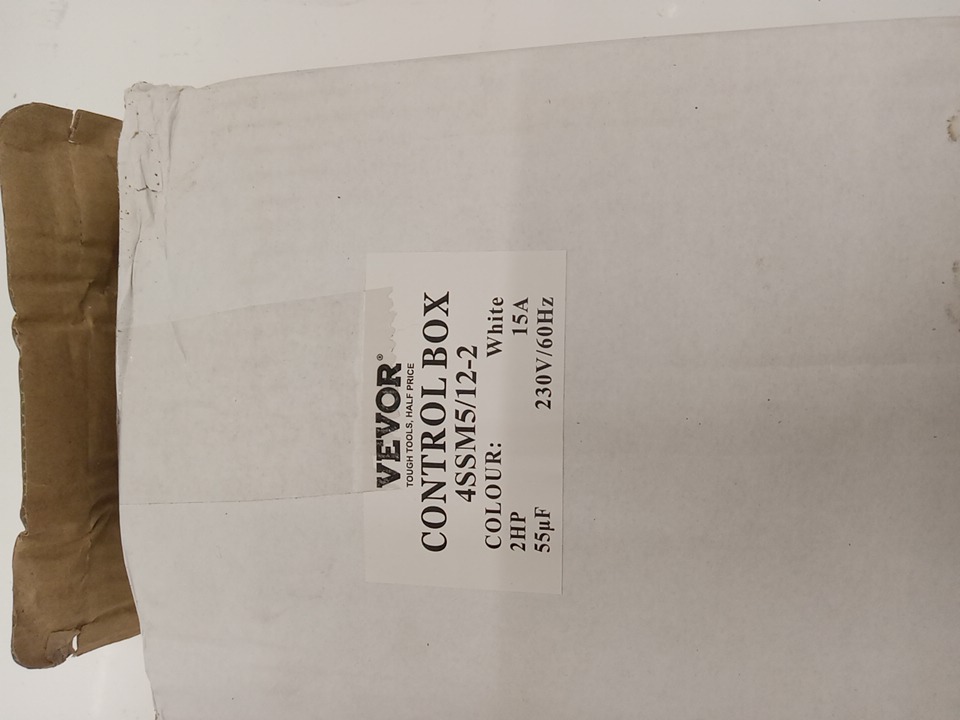 VEVOR®
TOUGH TOOLS, HALF PRICE
CONTROL BOX
4SSM5/12-2
COLOUR: White
2HP 15A
55μF 230V/60Hz